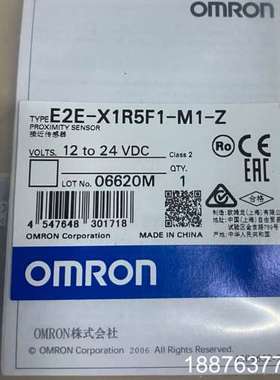 OMRON
TYPE E2E-X1R5F1-M1-Z
PROXIMITY SENSOR
接近传感器
VOLTS. 12 to 24 VDC
Class 2
LOT No. 06620M
QTY.
1
4 547648 301718
OMRON Corporation
MADE IN CHINA
CE
EAC
OMRON
OMRON株式会社
© OMRON Corporation 2006 All Rights
18876377